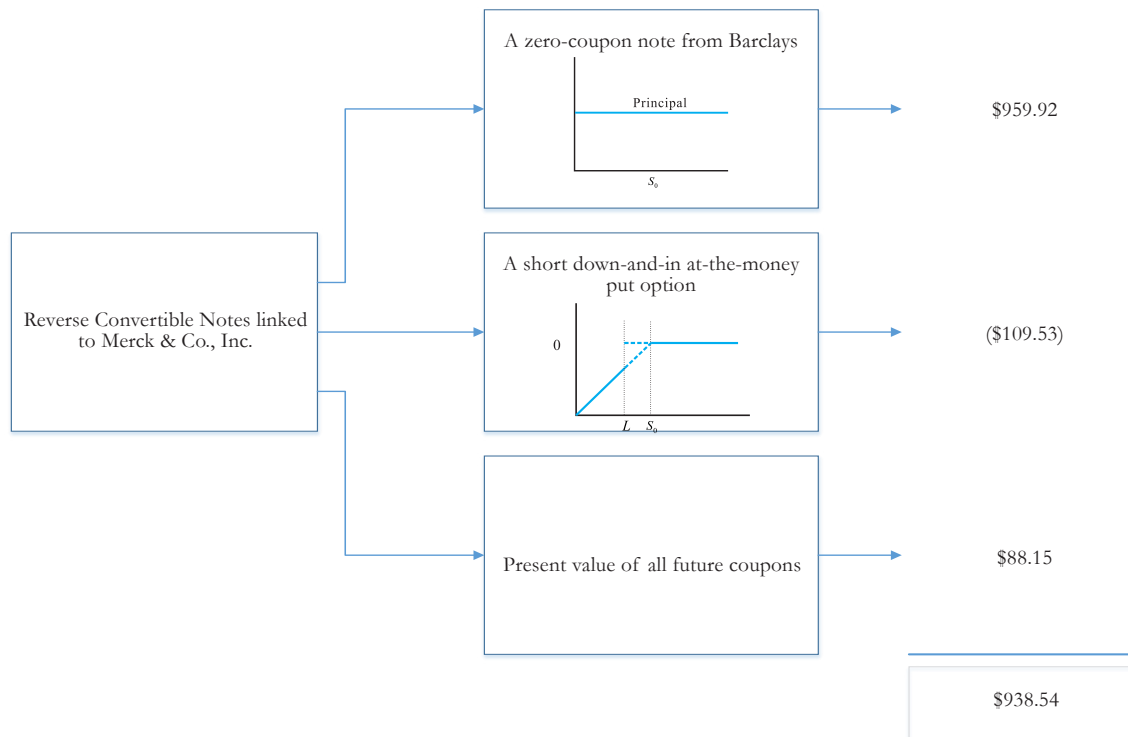 A zero-coupon note from Barclays
Principal
S₀
$959.92
Reverse Convertible Notes linked
to Merck & Co., Inc.
A short down-and-in at-the-money
put option
0
L S₀
($109.53)
Present value of all future coupons
$88.15
$938.54